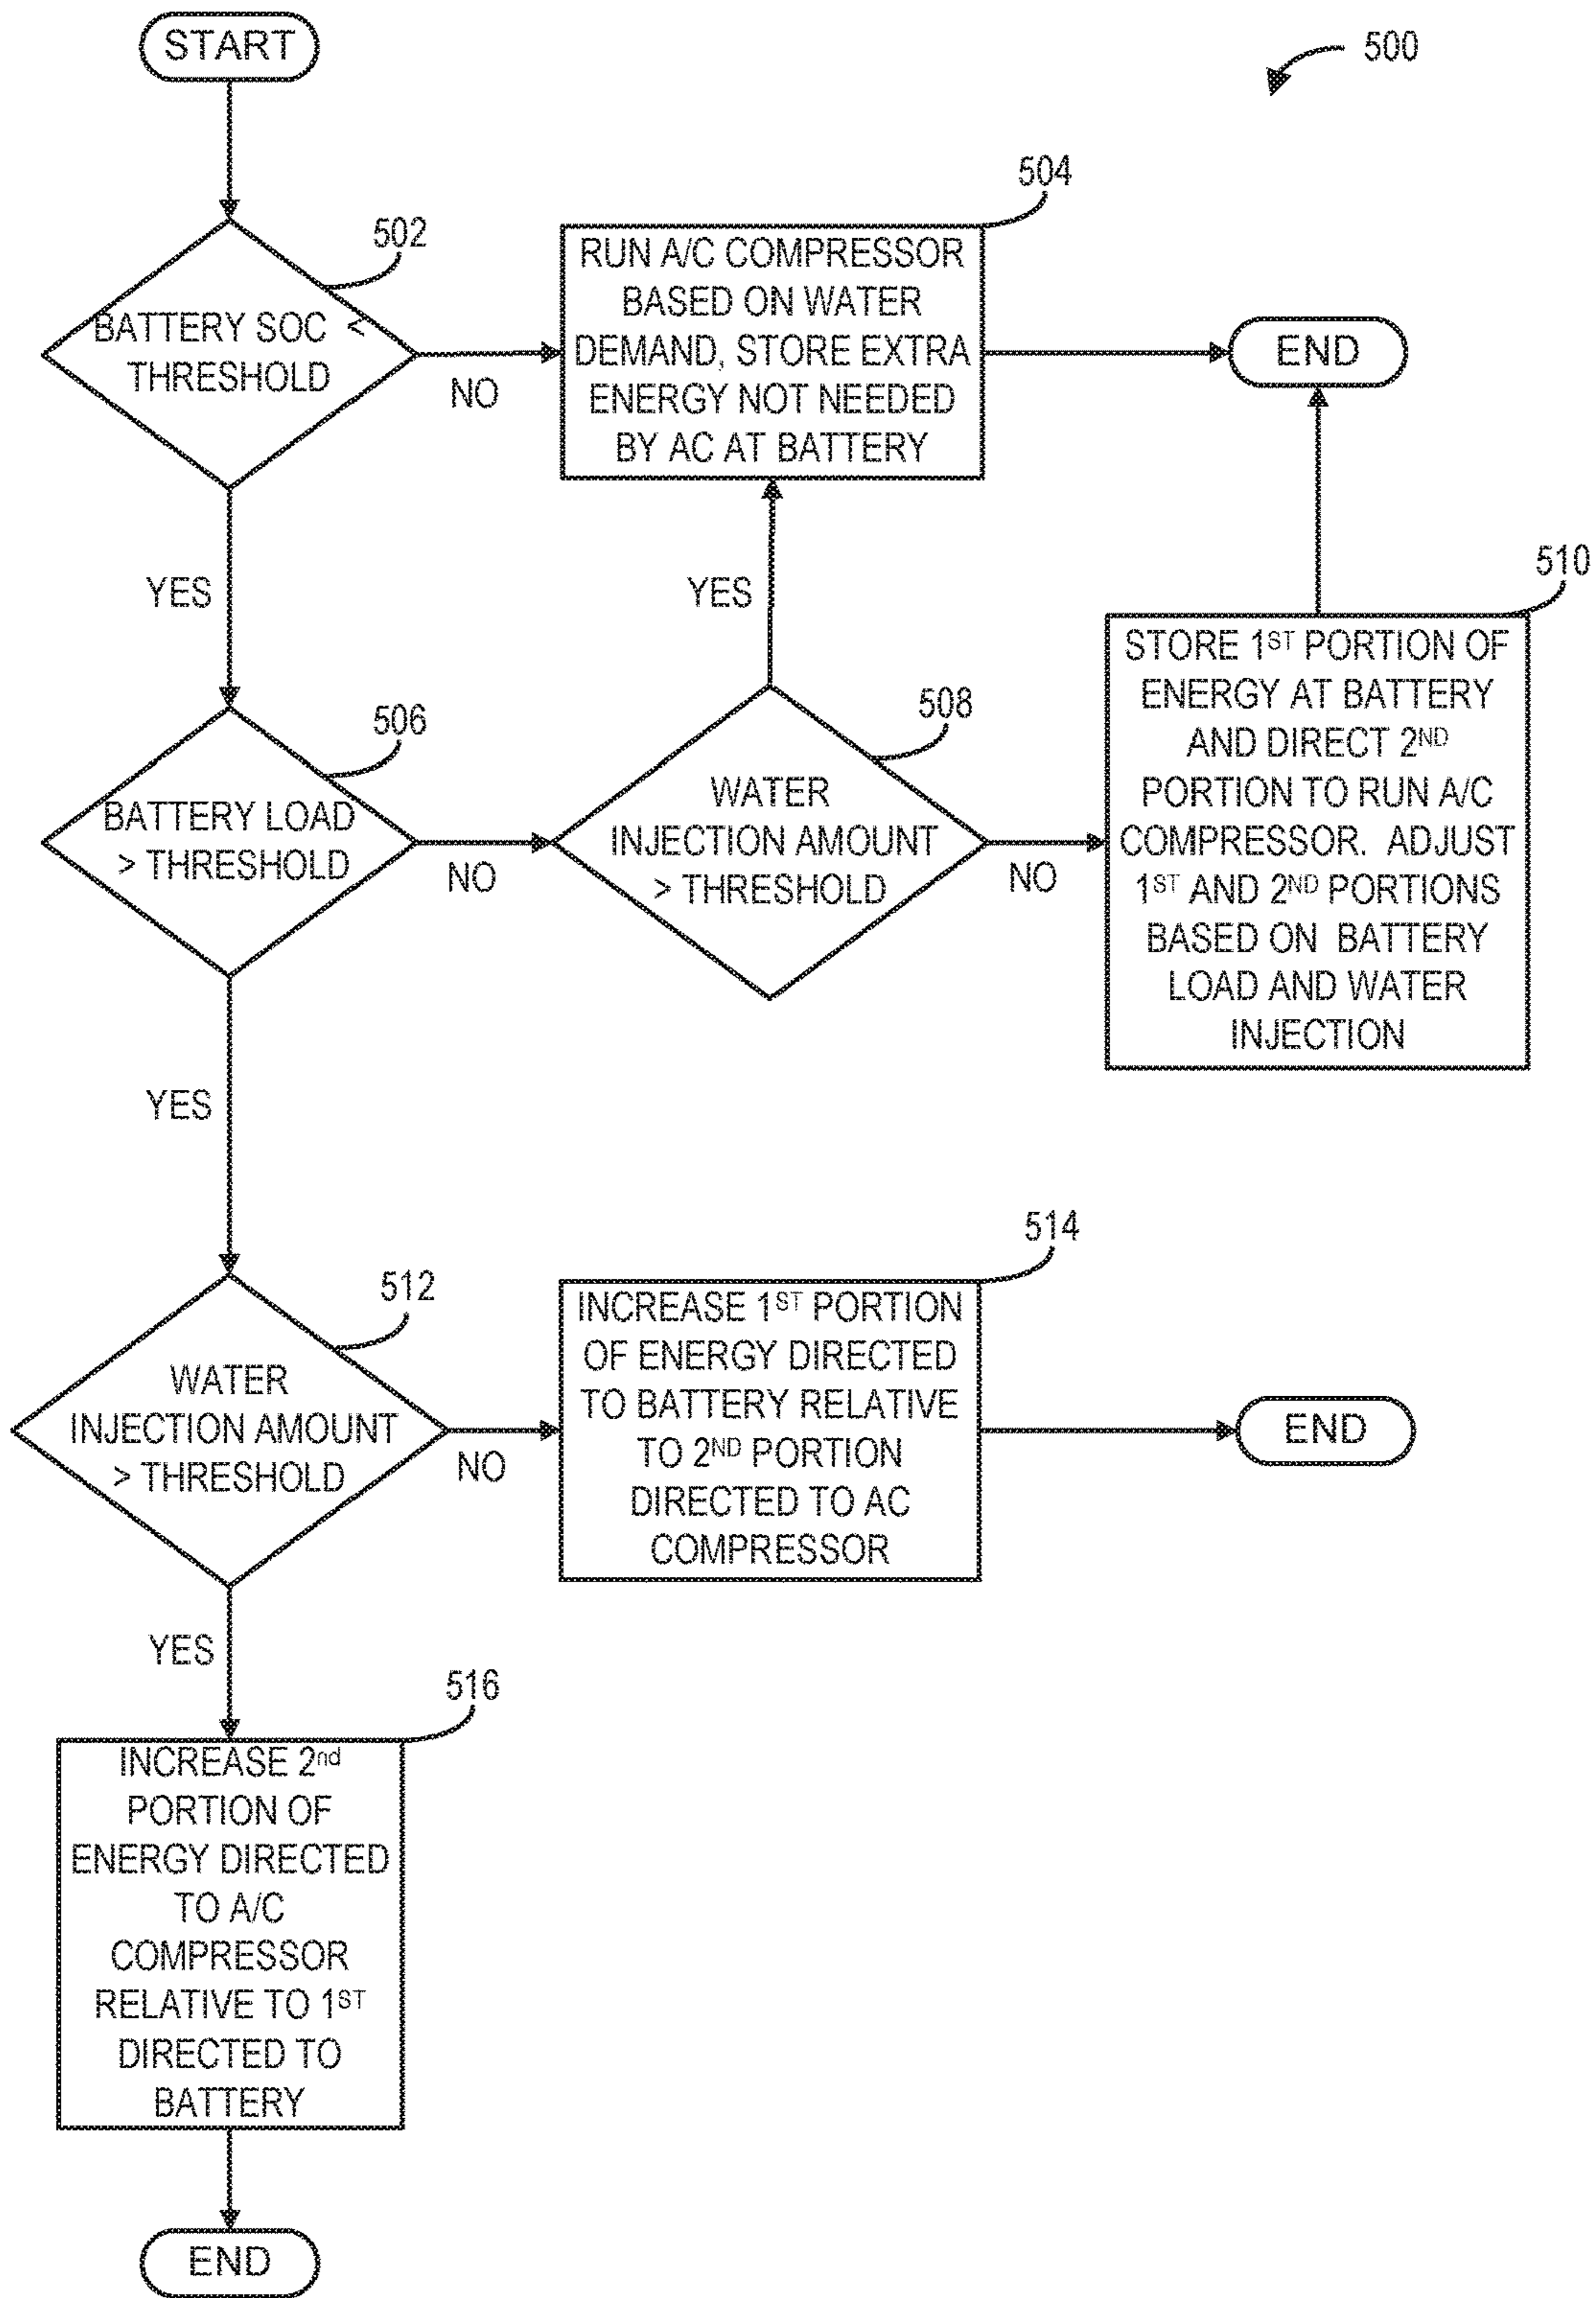 START
500
502
BATTERY SOC <
THRESHOLD
NO
YES
504
RUN A/C COMPRESSOR
BASED ON WATER
DEMAND, STORE EXTRA
ENERGY NOT NEEDED
BY AC AT BATTERY
END
506
BATTERY LOAD
> THRESHOLD
NO
YES
508
WATER
INJECTION AMOUNT
> THRESHOLD
YES
NO
510
STORE 1ST PORTION OF
ENERGY AT BATTERY
AND DIRECT 2ND
PORTION TO RUN A/C
COMPRESSOR. ADJUST
1ST AND 2ND PORTIONS
BASED ON BATTERY
LOAD AND WATER
INJECTION
512
WATER
INJECTION AMOUNT
> THRESHOLD
NO
YES
514
INCREASE 1ST PORTION
OF ENERGY DIRECTED
TO BATTERY RELATIVE
TO 2ND PORTION
DIRECTED TO AC
COMPRESSOR
END
516
INCREASE 2nd
PORTION OF
ENERGY DIRECTED
TO A/C
COMPRESSOR
RELATIVE TO 1ST
DIRECTED TO
BATTERY
END